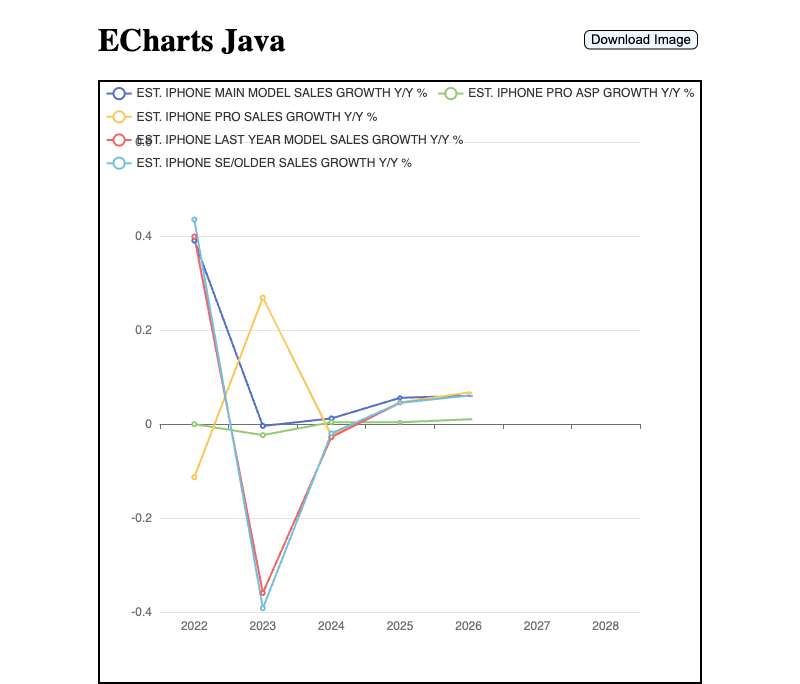 ECharts Java
Download Image
EST. IPHONE MAIN MODEL SALES GROWTH Y/Y %
EST. IPHONE PRO ASP GROWTH Y/Y %
EST. IPHONE PRO SALES GROWTH Y/Y %
EST. IPHONE LAST YEAR MODEL SALES GROWTH Y/Y %
0.6
EST. IPHONE SE/OLDER SALES GROWTH Y/Y %
0.4
0.2
0
-0.2
-0.4
2022 2023 2024 2025 2026 2027 2028